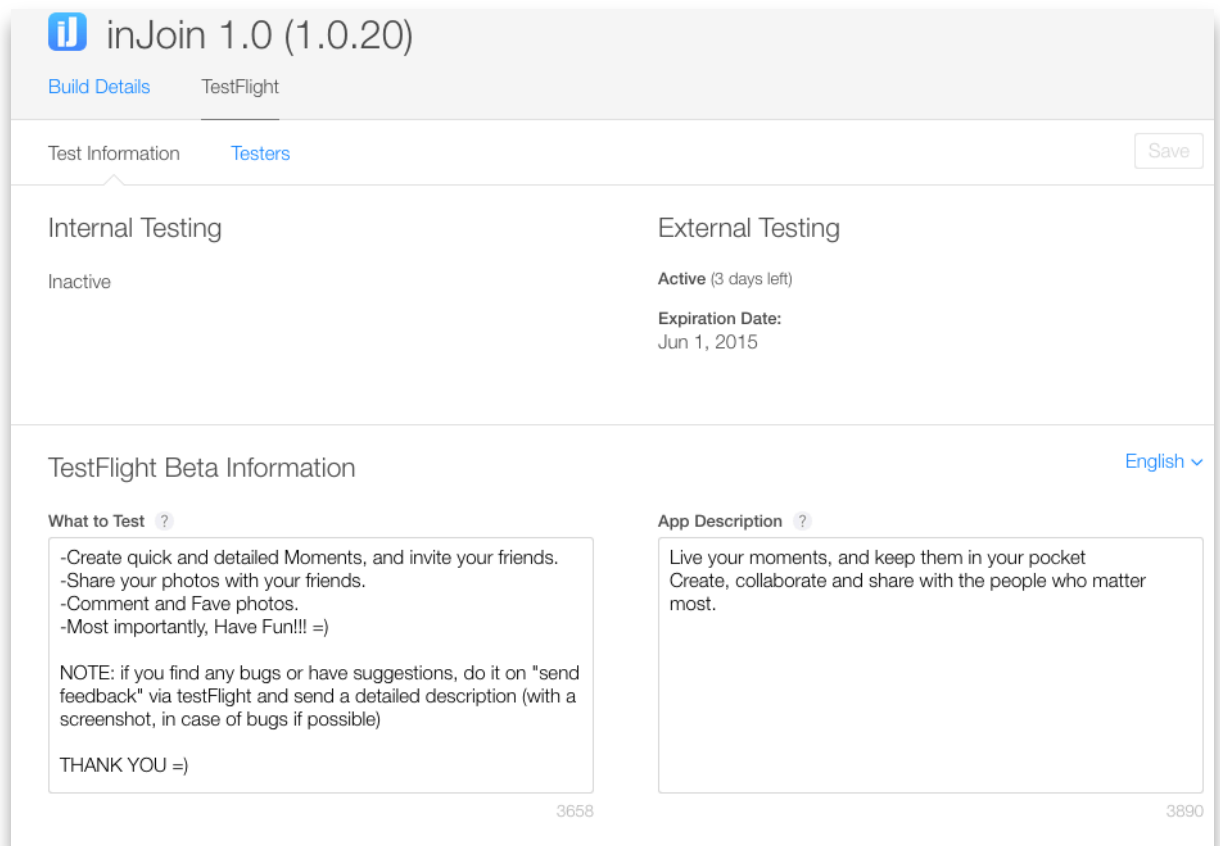 iJ inJoin 1.0 (1.0.20)
Build Details TestFlight
Test Information Testers Save
Internal Testing
Inactive
External Testing
Active (3 days left)
Expiration Date:
Jun 1, 2015
TestFlight Beta Information English
What to Test ?
-Create quick and detailed Moments, and invite your friends.
-Share your photos with your friends.
-Comment and Fave photos.
-Most importantly, Have Fun!!! =)
NOTE: if you find any bugs or have suggestions, do it on "send
feedback" via testFlight and send a detailed description (with a
screenshot, in case of bugs if possible)
THANK YOU =)
3658
App Description ?
Live your moments, and keep them in your pocket
Create, collaborate and share with the people who matter
most.
3890